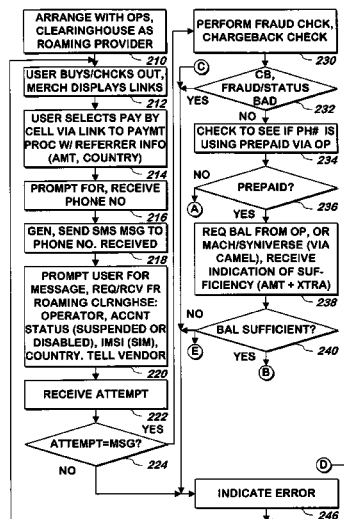 ARRANGE WITH OPS,
CLEARINGHOUSE AS
ROAMING PROVIDER
210
USER BUYS/CHCKS OUT,
MERCH DISPLAYS LINKS
212
USER SELECTS PAY BY
CELL VIA LINK TO PAYMT
PROC W/ REFERRER INFO
(AMT, COUNTRY)
214
PROMPT FOR, RECEIVE
PHONE NO
216
GEN, SEND SMS MSG TO
PHONE NO. RECEIVED
218
PROMPT USER FOR
MESSAGE, REQ/RCV FR
ROAMING CLRNGHSE:
OPERATOR, ACCNT
STATUS (SUSPENDED OR
DISABLED), IMSI (SIM),
COUNTRY. TELL VENDOR
220
RECEIVE ATTEMPT
222
YES
ATTEMPT=MSG?
224
NO
PERFORM FRAUD CHCK,
CHARGEBACK CHECK
230
C
CB,
FRAUD/STATUS
BAD
YES
232
NO
CHECK TO SEE IF PH# IS
USING PREPAID VIA OP
234
NO
PREPAID?
A
236
YES
REQ BAL FROM OP, OR
MACH/SYNIVERSE (VIA
CAMEL), RECEIVE
INDICATION OF SUF-
FICIENCY (AMT + XTRA)
238
NO
BAL SUFFICIENT?
E
240
YES
B
D
INDICATE ERROR
246